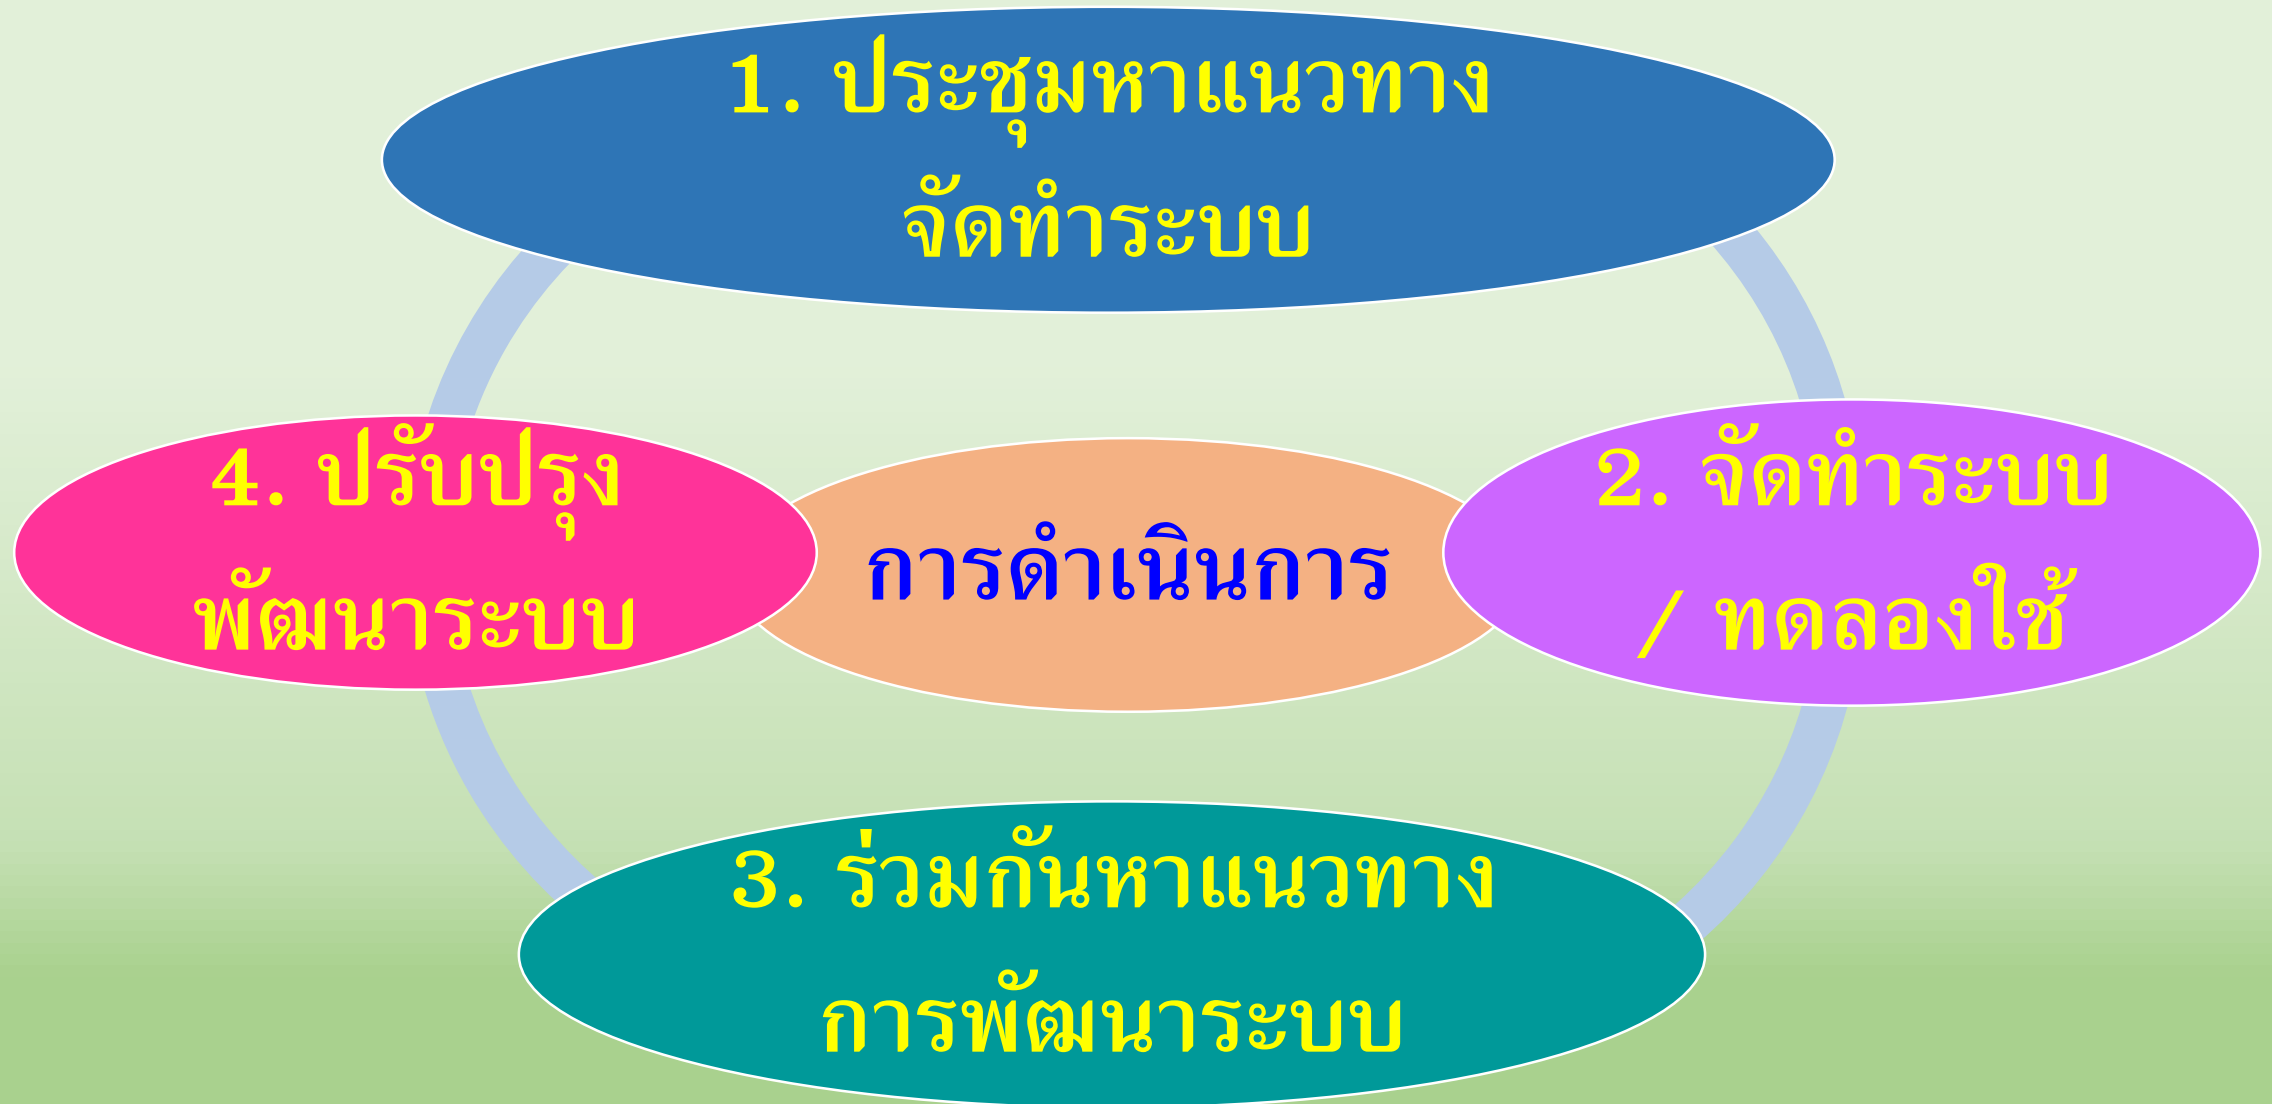 1. ประชุมหาแนวทาง
จัดทำระบบ
2. จัดทำระบบ
/ ทดลองใช้
3. ร่วมกันหาแนวทาง
การพัฒนาระบบ
4. ปรับปรุง
พัฒนาระบบ
การดำเนินการ